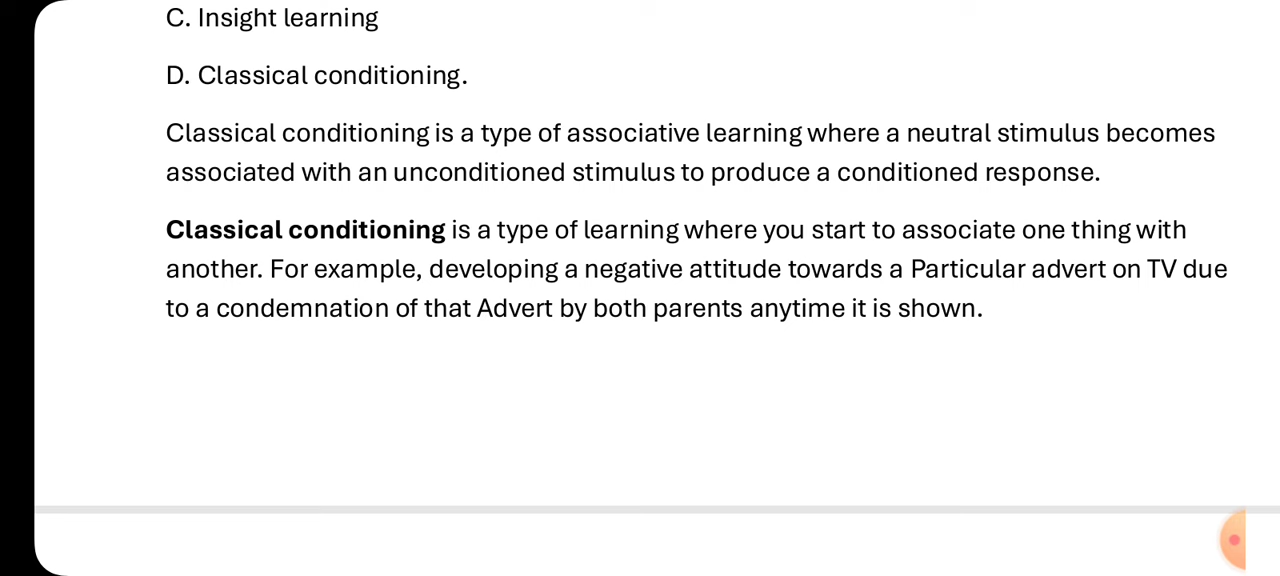 C. Insight learning
D. Classical conditioning.
Classical conditioning is a type of associative learning where a neutral stimulus becomes
associated with an unconditioned stimulus to produce a conditioned response.
Classical conditioning is a type of learning where you start to associate one thing with
another. For example, developing a negative attitude towards a Particular advert on TV due
to a condemnation of that Advert by both parents anytime it is shown.